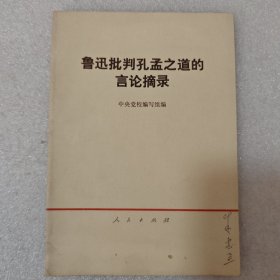 鲁迅批判孔孟之道的
言论摘录
中央党校编写组编
人民出版社